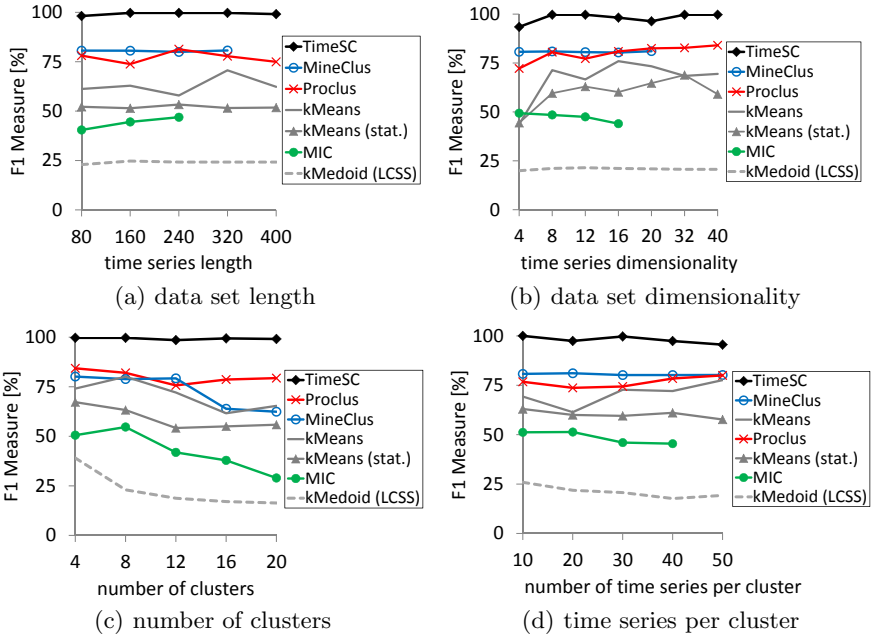 100
75
50
25
0
F1 Measure [%]
80 160 240 320 400
time series length
TimeSC
MineClus
Proclus
kMeans
kMeans (stat.)
MIC
kMedoid (LCSS)
(a) data set length
100
75
50
25
0
F1 Measure [%]
4 8 12 16 20 32 40
time series dimensionality
TimeSC
MineClus
Proclus
kMeans
kMeans (stat.)
MIC
kMedoid (LCSS)
(b) data set dimensionality
100
75
50
25
0
F1 Measure [%]
4 8 12 16 20
number of clusters
TimeSC
Proclus
MineClus
kMeans
kMeans (stat.)
MIC
kMedoid (LCSS)
(c) number of clusters
100
75
50
25
0
F1 Measure [%]
10 20 30 40 50
number of time series per cluster
TimeSC
MineClus
kMeans
Proclus
kMeans (stat.)
MIC
kMedoid (LCSS)
(d) time series per cluster